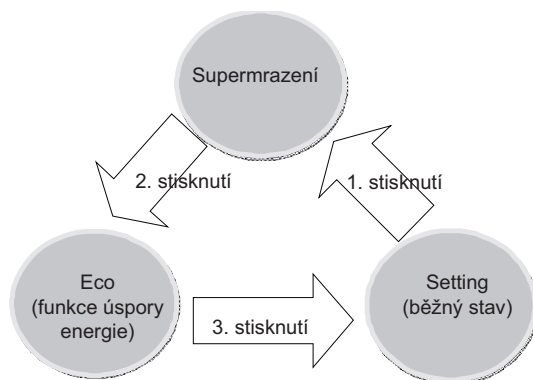 Supermrazení
2. stisknutí
1. stisknutí
Eco
(funkce úspory
energie)
Setting
(běžný stav)
3. stisknutí